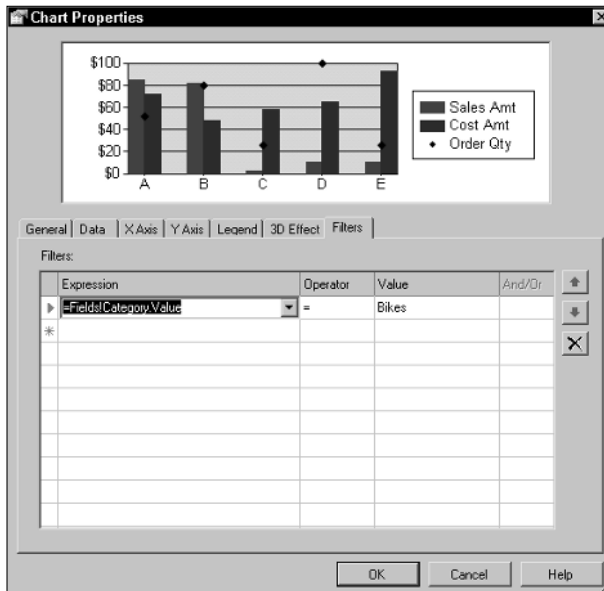 Chart Properties
$100
$80
$60
$40
$20
$0
A B C D E
Sales Amt
Cost Amt
Order Qty
General Data X Axis Y Axis Legend 3D Effect Filters
Filters:
Expression Operator Value And/Or
=Fields!Category.Value = Bikes
OK Cancel Help